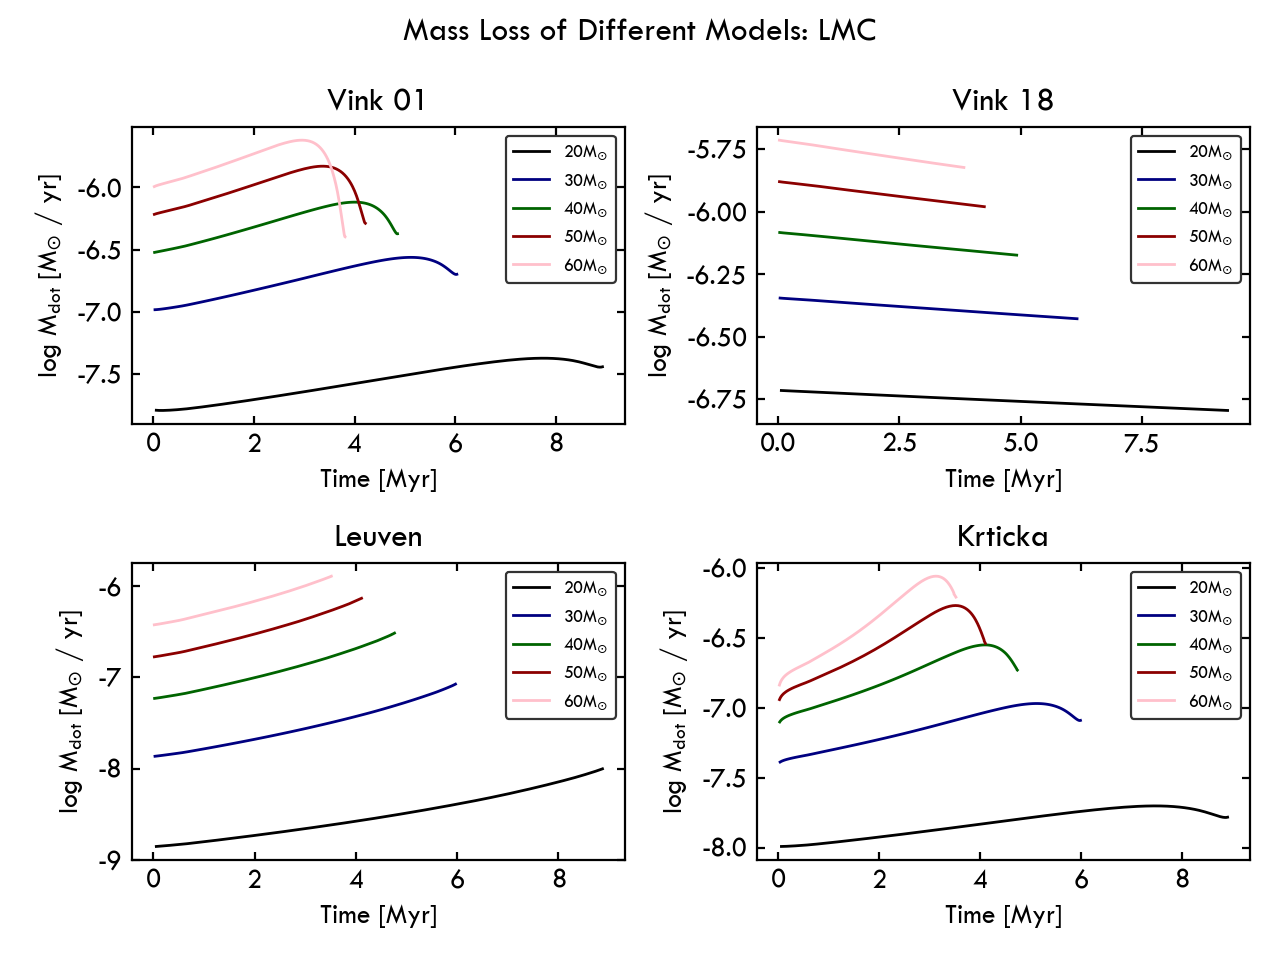 Mass Loss of Different Models: LMC
Vink 01
log M_dot [M⊙ / yr]
-6.0
-6.5
-7.0
-7.5
0 2 4 6 8
Time [Myr]
20M⊙
30M⊙
40M⊙
50M⊙
60M⊙
Vink 18
log M_dot [M⊙ / yr]
-5.75
-6.00
-6.25
-6.50
-6.75
0.0 2.5 5.0 7.5
Time [Myr]
20M⊙
30M⊙
40M⊙
50M⊙
60M⊙
Leuven
log M_dot [M⊙ / yr]
-6
-7
-8
-9
0 2 4 6 8
Time [Myr]
20M⊙
30M⊙
40M⊙
50M⊙
60M⊙
Krticka
log M_dot [M⊙ / yr]
-6.0
-6.5
-7.0
-7.5
-8.0
0 2 4 6 8
Time [Myr]
20M⊙
30M⊙
40M⊙
50M⊙
60M⊙